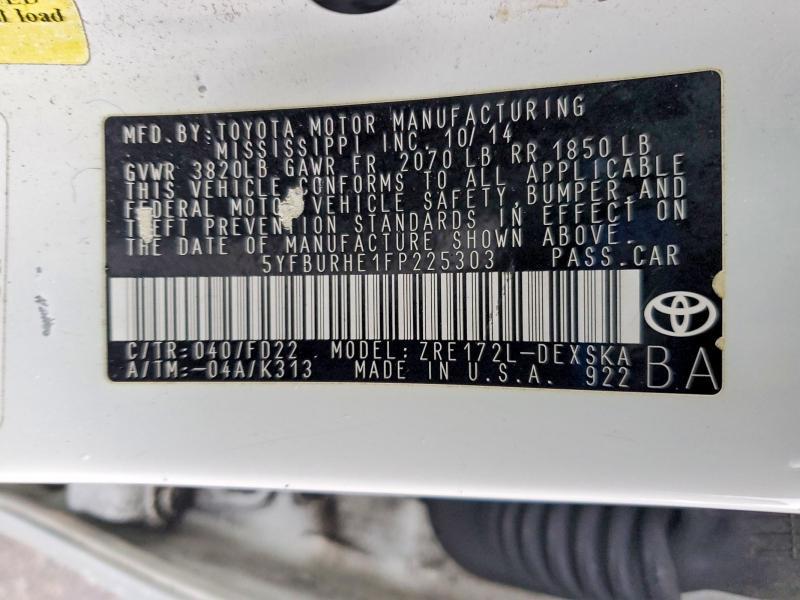 l load
MFD. BY: TOYOTA MOTOR MANUFACTURING
MISSISSIPPI INC. 10/14
GVWR 3820LB GAWR FR 2070 LB RR 1850 LB
THIS VEHICLE CONFORMS TO ALL APPLICABLE
FEDERAL MOTOR VEHICLE SAFETY, BUMPER, AND
THEFT PREVENTION STANDARDS IN EFFECT ON
THE DATE OF MANUFACTURE SHOWN ABOVE.
5YFBURHE1FP225303 PASS. CAR
C/TR: 040/FD22 MODEL: ZRE172L-DEXSKA
A/TM: -04A/K313 MADE IN U.S.A. 922 BA